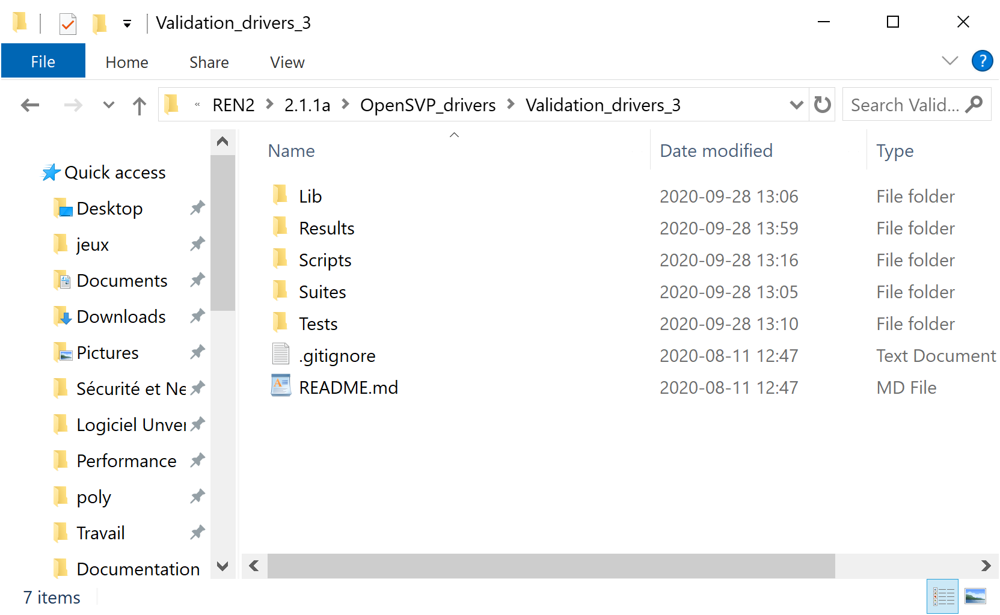 Validation_drivers_3
File Home Share View ?
« REN2 2.1.1a OpenSVP_drivers Validation_drivers_3 Search Valid...
Name Date modified Type
Quick access
Desktop
jeux
Documents
Downloads
Pictures
Sécurité et Ne
Logiciel Unver
Performance
poly
Travail
Documentation
Lib 2020-09-28 13:06 File folder
Results 2020-09-28 13:59 File folder
Scripts 2020-09-28 13:16 File folder
Suites 2020-09-28 13:05 File folder
Tests 2020-09-28 13:10 File folder
.gitignore 2020-08-11 12:47 Text Document
README.md 2020-08-11 12:47 MD File
7 items